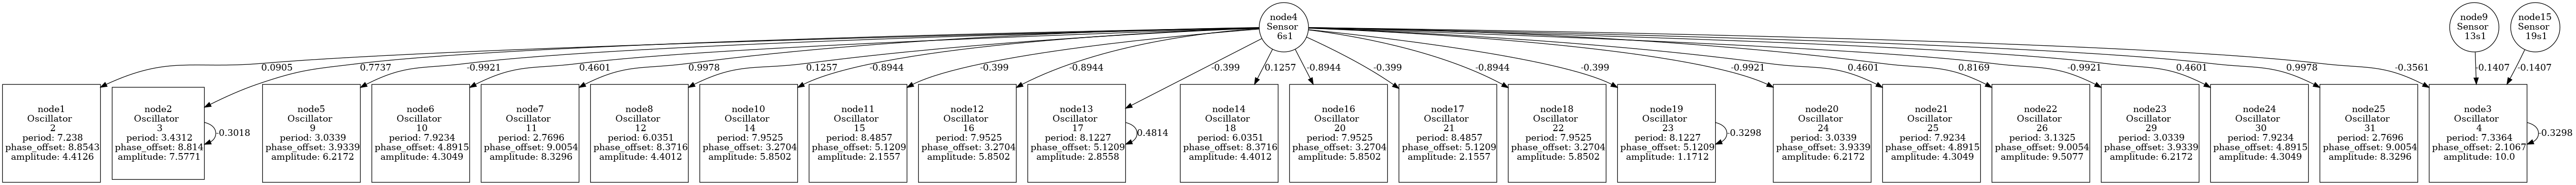 node4
Sensor
6s1
node9
Sensor
13s1
node15
Sensor
19s1
0.0905
0.7737
-0.9921
0.4601
0.9978
0.1257
-0.8944
-0.399
-0.8944
-0.399
0.1257
-0.8944
-0.399
-0.8944
-0.399
-0.9921
0.4601
0.8169
-0.9921
0.4601
0.9978
-0.3561
-0.1407
-0.1407
node1
Oscillator
2
period: 7.238
phase_offset: 8.8543
amplitude: 4.4126
node2
Oscillator
3
period: 3.4312
phase_offset: 8.814
amplitude: 7.5771
-0.3018
node5
Oscillator
9
period: 3.0339
phase_offset: 3.9339
amplitude: 6.2172
node6
Oscillator
10
period: 7.9234
phase_offset: 4.8915
amplitude: 4.3049
node7
Oscillator
11
period: 2.7696
phase_offset: 9.0054
amplitude: 8.3296
node8
Oscillator
12
period: 6.0351
phase_offset: 8.3716
amplitude: 4.4012
node10
Oscillator
14
period: 7.9525
phase_offset: 3.2704
amplitude: 5.8502
node11
Oscillator
15
period: 8.4857
phase_offset: 5.1209
amplitude: 2.1557
node12
Oscillator
16
period: 7.9525
phase_offset: 3.2704
amplitude: 5.8502
node13
Oscillator
17
period: 8.1227
phase_offset: 5.1209
amplitude: 2.8558
0.4814
node14
Oscillator
18
period: 6.0351
phase_offset: 8.3716
amplitude: 4.4012
node16
Oscillator
20
period: 7.9525
phase_offset: 3.2704
amplitude: 5.8502
node17
Oscillator
21
period: 8.4857
phase_offset: 5.1209
amplitude: 2.1557
node18
Oscillator
22
period: 7.9525
phase_offset: 3.2704
amplitude: 5.8502
node19
Oscillator
23
period: 8.1227
phase_offset: 5.1209
amplitude: 1.1712
-0.3298
node20
Oscillator
24
period: 3.0339
phase_offset: 3.9339
amplitude: 6.2172
node21
Oscillator
25
period: 7.9234
phase_offset: 4.8915
amplitude: 4.3049
node22
Oscillator
26
period: 3.1325
phase_offset: 9.0054
amplitude: 9.5077
node23
Oscillator
29
period: 3.0339
phase_offset: 3.9339
amplitude: 6.2172
node24
Oscillator
30
period: 7.9234
phase_offset: 4.8915
amplitude: 4.3049
node25
Oscillator
31
period: 2.7696
phase_offset: 9.0054
amplitude: 8.3296
node3
Oscillator
4
period: 7.3364
phase_offset: 2.1067
amplitude: 10.0
-0.3298